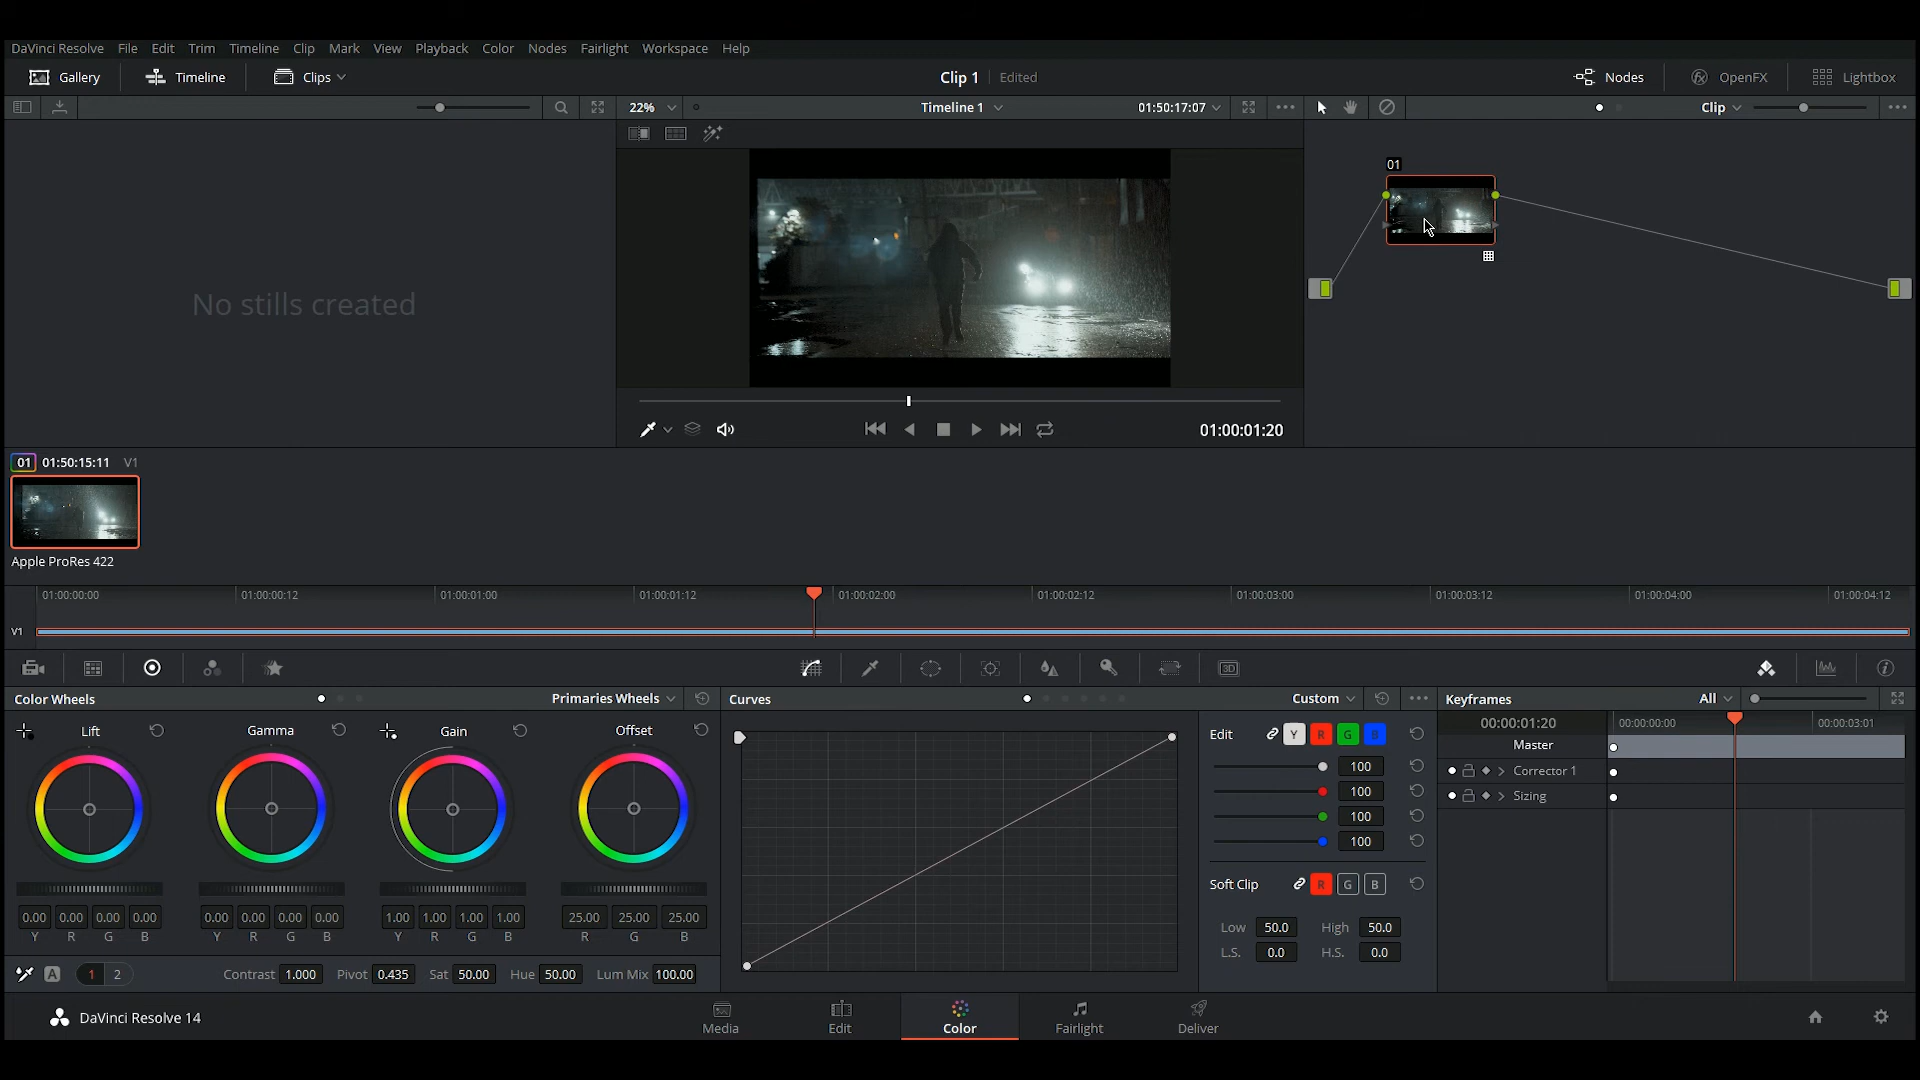 DaVinci Resolve File Edit Trim Timeline Clip Mark View Playback Color Nodes Fairlight Workspace Help
Gallery Timeline Clips Clip 1 Edited Nodes OpenFX Lightbox
22% Timeline 1 01:50:17:07 Clip
01
No stills created
01:00:01:20
01 01:50:15:11 V1
Apple ProRes 422
01:00:00:00 01:00:00:12 01:00:01:00 01:00:01:12 01:00:02:00 01:00:02:12 01:00:03:00 01:00:03:12 01:00:04:00 01:00:04:12
V1
3D
Color Wheels Primaries Wheels Curves Custom Keyframes All
Lift Gamma Gain Offset Edit Y R G B 00:00:01:20 00:00:00:00 00:00:03:01
Master
100 Corrector 1
100 Sizing
100
100
Soft Clip R G B
0.00 0.00 0.00 0.00 0.00 0.00 0.00 0.00 1.00 1.00 1.00 1.00 25.00 25.00 25.00 Low 50.0 High 50.0
Y R G B Y R G B Y R G B R G B L.S. 0.0 H.S. 0.0
A 1 2 Contrast 1.000 Pivot 0.435 Sat 50.00 Hue 50.00 Lum Mix 100.00
DaVinci Resolve 14 Media Edit Color Fairlight Deliver